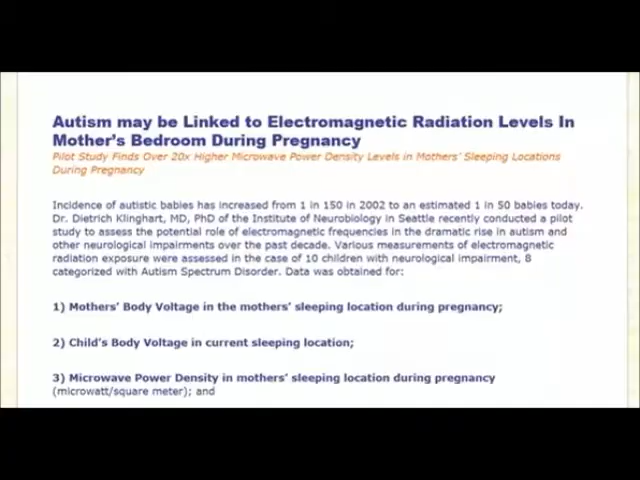 Autism may be Linked to Electromagnetic Radiation Levels In
Mother's Bedroom During Pregnancy
Pilot Study Finds Over 20x Higher Microwave Power Density Levels in Mothers' Sleeping Locations
During Pregnancy
Incidence of autistic babies has increased from 1 in 150 in 2002 to an estimated 1 in 50 babies today.
Dr. Dietrich Klinghart, MD, PhD of the Institute of Neurobiology in Seattle recently conducted a pilot
study to assess the potential role of electromagnetic frequencies in the dramatic rise in autism and
other neurological impairments over the past decade. Various measurements of electromagnetic
radiation exposure were assessed in the case of 10 children with neurological impairment, 8
categorized with Autism Spectrum Disorder. Data was obtained for:
1) Mothers' Body Voltage in the mothers' sleeping location during pregnancy;
2) Child's Body Voltage in current sleeping location;
3) Microwave Power Density in mothers' sleeping location during pregnancy
(microwatt/square meter); and